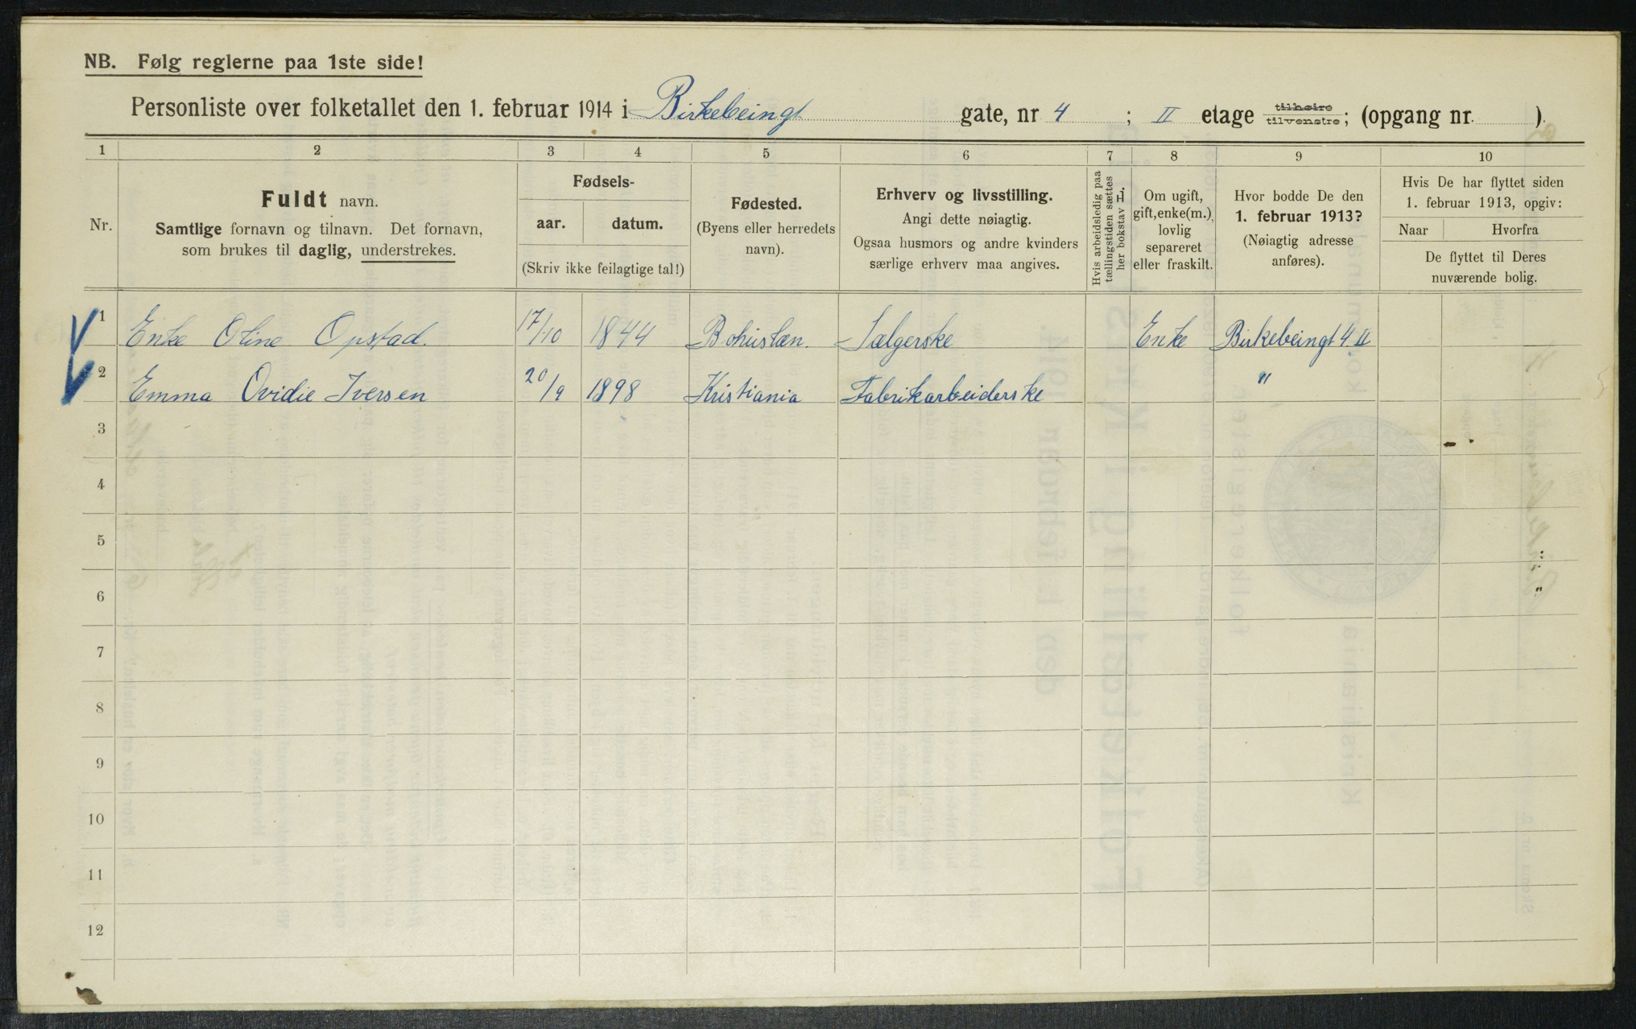 NB. Følg reglerne paa 1ste side!
Personliste over folketallet den 1. februar 1914 i Birkebeingt gate, nr 4 ; II etage tilhøire tilvenstre; (opgang nr. ).
1 2 3 4 5 6 7 8 9 10
Nr.
Fuldt navn.
Samtlige fornavn og tilnavn. Det fornavn,
som brukes til daglig, understrekes.
Fødsels-
aar. datum.
(Skriv ikke feilagtige tal!)
Fødested.
(Byens eller herredets
navn).
Erhverv og livsstilling.
Angi dette nøiagtig.
Ogsaa husmors og andre kvinders
særlige erhverv maa angives.
Hvis arbeidsledig paa
tællingstiden sættes
her bokstav L.
Om ugift,
gift, enke(m.),
lovlig
separeret
eller fraskilt.
Hvor bodde De den
1. februar 1913?
(Nøiagtig adresse
anføres).
Hvis De har flyttet siden
1. februar 1913, opgiv:
Naar Hvorfra
De flyttet til Deres
nuværende bolig.
1 Enke Oline Opstad. 17/10 1844 Bohuslæn. Sælgerske Enke Birkebeingt 4 II
2 Emma Ovidie Iversen 20/9 1898 Kristiania Fabrikarbeiderske "
3
4
5
6
7
8
9
10
11
12